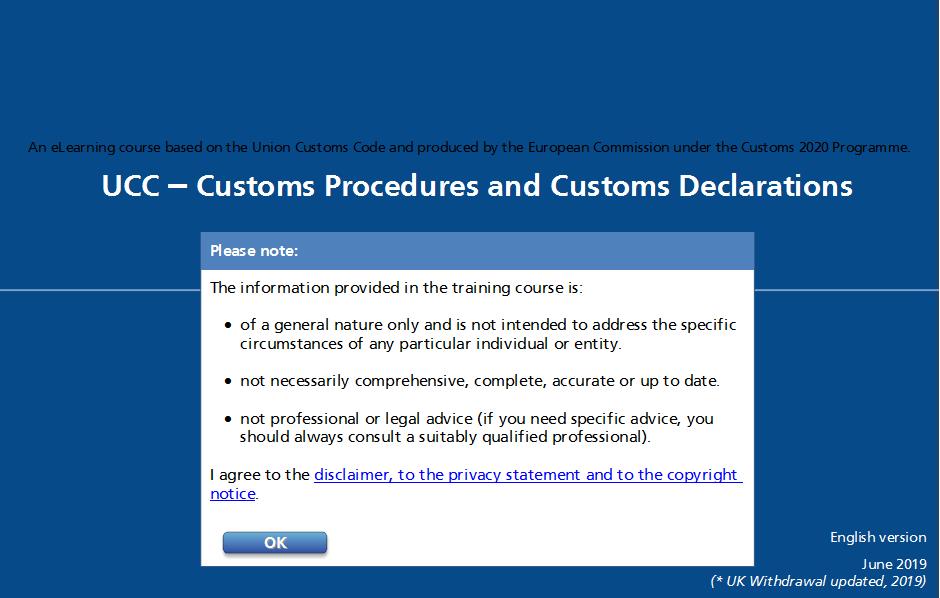 An eLearning course based on the Union Customs Code and produced by the European Commission under the Customs 2020 Programme.
UCC – Customs Procedures and Customs Declarations
Please note:
The information provided in the training course is:
• of a general nature only and is not intended to address the specific
circumstances of any particular individual or entity.
• not necessarily comprehensive, complete, accurate or up to date.
• not professional or legal advice (if you need specific advice, you
should always consult a suitably qualified professional).
I agree to the disclaimer, to the privacy statement and to the copyright
notice.
OK
English version
June 2019
(* UK Withdrawal updated, 2019)